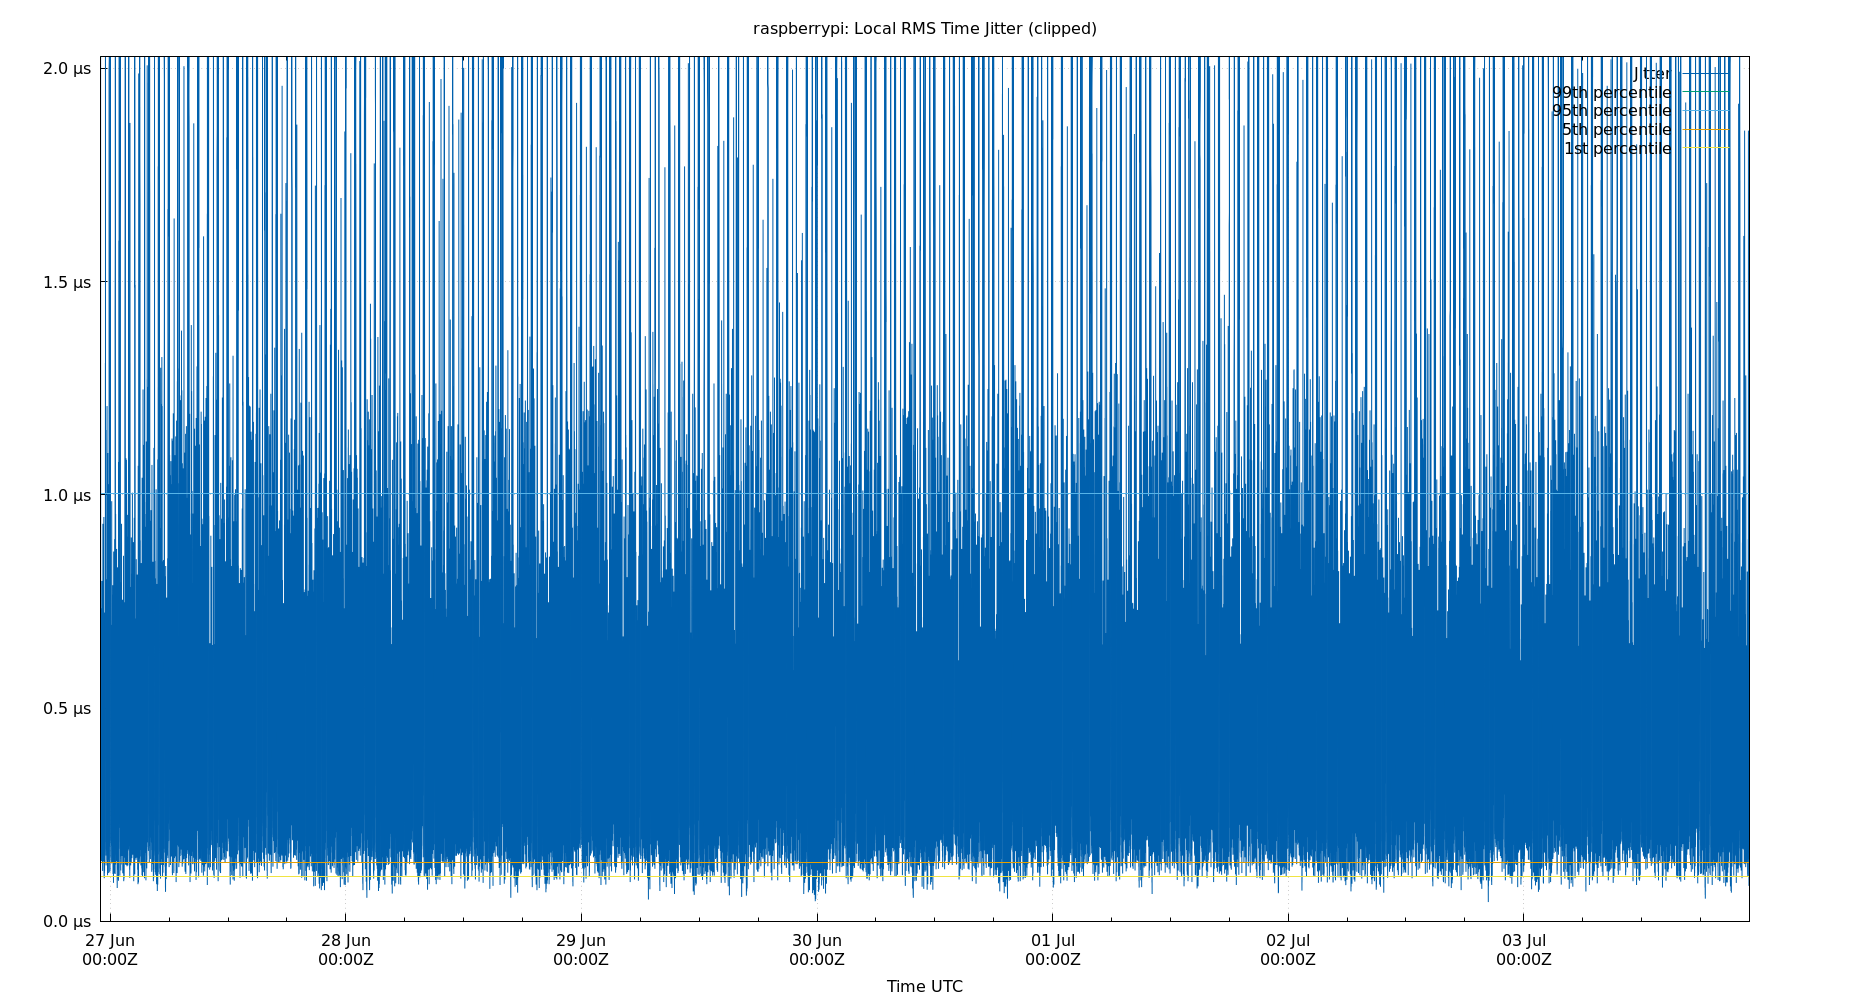 raspberrypi: Local RMS Time Jitter (clipped)
2.0 µs
1.5 µs
1.0 µs
0.5 µs
0.0 µs
Jitter
99th percentile
95th percentile
5th percentile
1st percentile
27 Jun 28 Jun 29 Jun 30 Jun 01 Jul 02 Jul 03 Jul
00:00Z 00:00Z 00:00Z 00:00Z 00:00Z 00:00Z 00:00Z
Time UTC